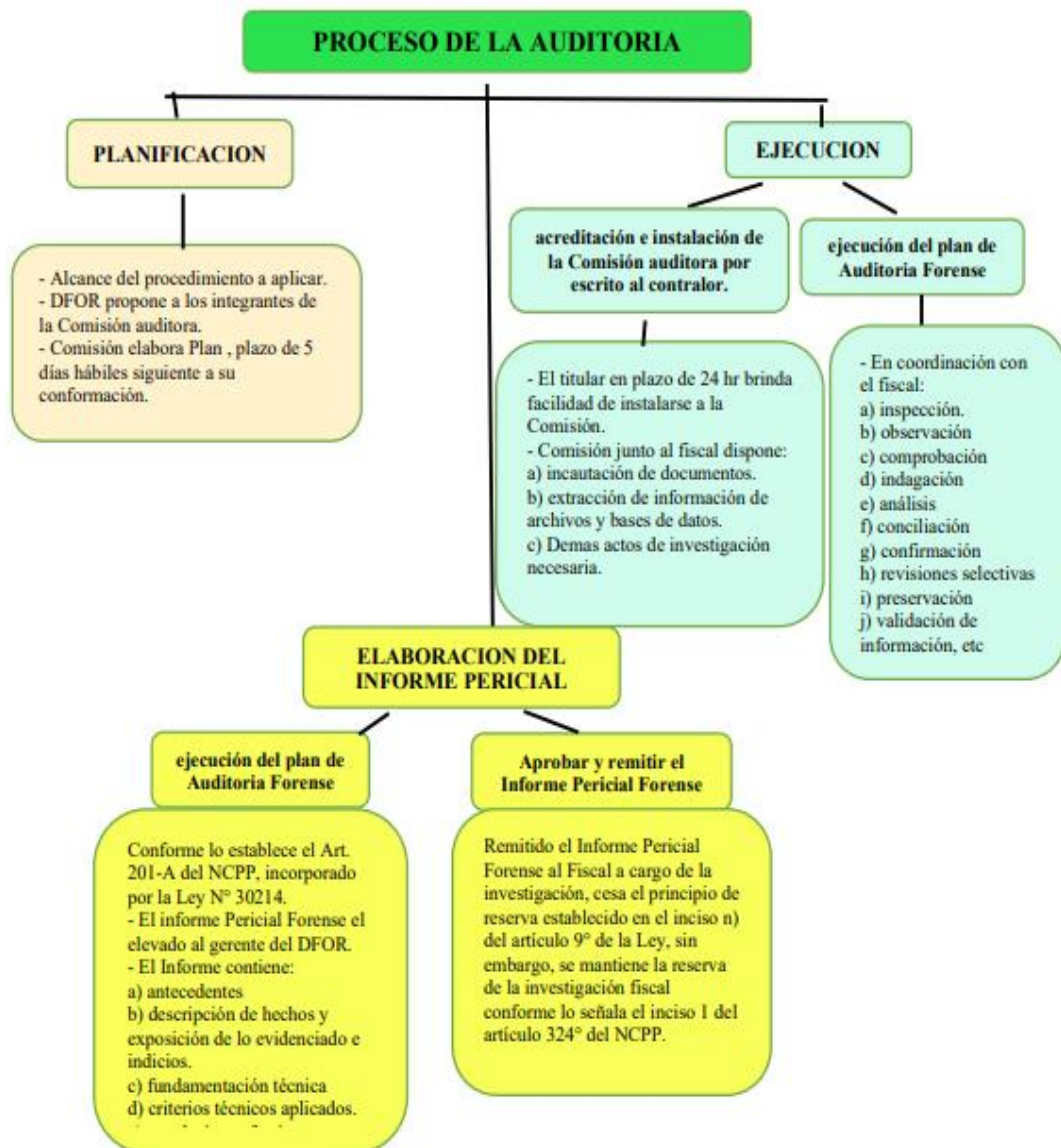 PROCESO DE LA AUDITORIA
PLANIFICACION
- Alcance del procedimiento a aplicar.
- DFOR propone a los integrantes de
la Comisión auditora.
- Comisión elabora Plan , plazo de 5
días hábiles siguiente a su
conformación.
EJECUCION
acreditación e instalación de
la Comisión auditora por
escrito al contralor.
- El titular en plazo de 24 hr brinda
facilidad de instalarse a la
Comisión.
- Comisión junto al fiscal dispone:
a) incautación de documentos.
b) extracción de información de
archivos y bases de datos.
c) Demas actos de investigación
necesaria.
ejecución del plan de
Auditoria Forense
- En coordinación con
el fiscal:
a) inspección.
b) observación
c) comprobación
d) indagación
e) análisis
f) conciliación
g) confirmación
h) revisiones selectivas
i) preservación
j) validación de
información, etc
ELABORACION DEL
INFORME PERICIAL
ejecución del plan de
Auditoria Forense
Conforme lo establece el Art.
201-A del NCPP, incorporado
por la Ley N° 30214.
- El informe Pericial Forense el
elevado al gerente del DFOR.
- El Informe contiene:
a) antecedentes
b) descripción de hechos y
exposición de lo evidenciado e
indicios.
c) fundamentación técnica
d) criterios técnicos aplicados.
Aprobar y remitir el
Informe Pericial Forense
Remitido el Informe Pericial
Forense al Fiscal a cargo de la
investigación, cesa el principio de
reserva establecido en el inciso n)
del artículo 9° de la Ley, sin
embargo, se mantiene la reserva
de la investigación fiscal
conforme lo señala el inciso 1 del
artículo 324° del NCPP.